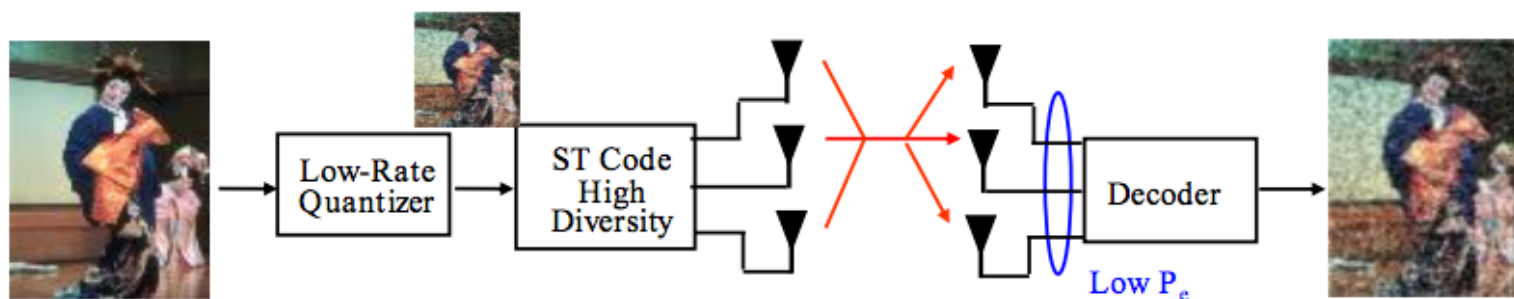 Low-Rate
Quantizer
ST Code
High
Diversity
Decoder
Low Pₑ